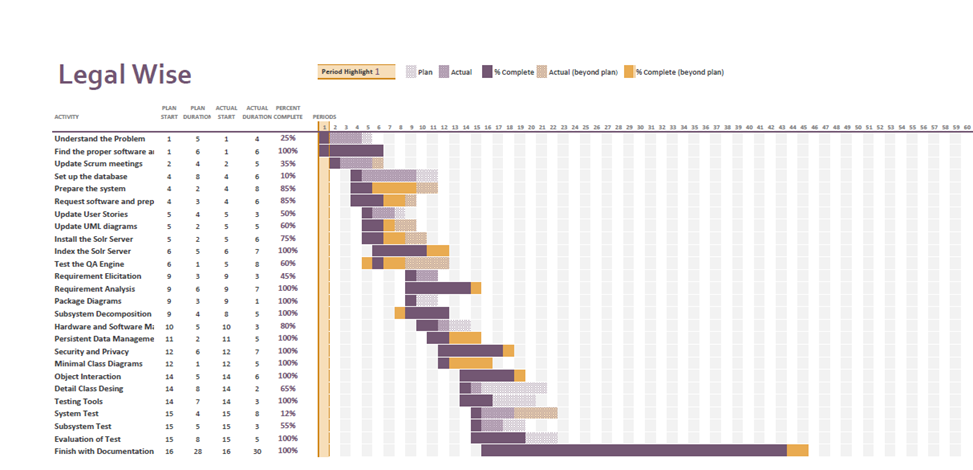 Legal Wise
Period Highlight 1 Plan Actual % Complete Actual (beyond plan) % Complete (beyond plan)
PLAN PLAN ACTUAL ACTUAL PERCENT
ACTIVITY START DURATION START DURATION COMPLETE PERIODS
1 2 3 4 5 6 7 8 9 10 11 12 13 14 15 16 17 18 19 20 21 22 23 24 25 26 27 28 29 30 31 32 33 34 35 36 37 38 39 40 41 42 43 44 45 46 47 48 49 50 51 52 53 54 55 56 57 58 59 60
Understand the Problem 1 5 1 4 25%
Find the proper software a 1 6 1 6 100%
Update Scrum meetings 2 4 2 5 35%
Set up the database 4 8 4 6 10%
Prepare the system 4 2 4 8 85%
Request software and prep 4 3 4 6 85%
Update User Stories 5 4 5 3 50%
Update UML diagrams 5 2 5 5 60%
Install the Solr Server 5 2 5 6 75%
Index the Solr Server 6 5 6 7 100%
Test the QA Engine 6 1 5 8 60%
Requirement Elicitation 9 3 9 3 45%
Requirement Analysis 9 6 9 7 100%
Package Diagrams 9 3 9 1 100%
Subsystem Decomposition 9 4 8 5 100%
Hardware and Software Ma 10 5 10 3 80%
Persistent Data Manageme 11 2 11 5 100%
Security and Privacy 12 6 12 7 100%
Minimal Class Diagrams 12 1 12 5 100%
Object Interaction 14 5 14 6 100%
Detail Class Desing 14 8 14 2 65%
Testing Tools 14 7 14 3 100%
System Test 15 4 15 8 12%
Subsystem Test 15 5 15 3 55%
Evaluation of Test 15 8 15 5 100%
Finish with Documentation 16 28 16 30 100%